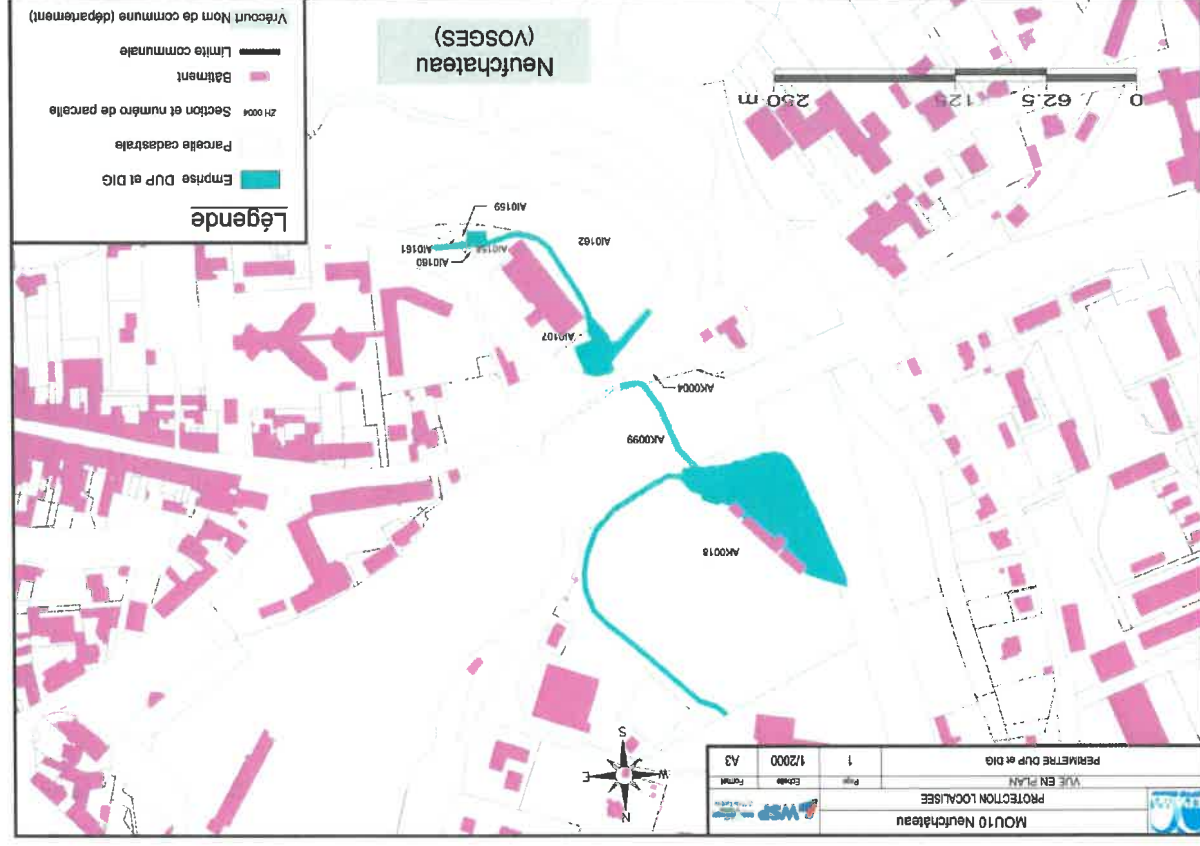 MOU10 Neufchâteau
PROTECTION LOCALISEE
WSP
VUE EN PLAN Page Echelle Format
PERIMETRE DUP et DIG 1 1/2000 A3
N
W E
S
AK0018
AK0099
AK0004
AI0107
AI0160
AI0161
AI0162
AI0159
0 62.5 125 250 m
Neufchateau
(VOSGES)
Légende
Emprise DUP et DIG
Parcelle cadastrale
ZH 0004 Section et numéro de parcelle
Bâtiment
Limite communale
Vrécourt Nom de commune (département)